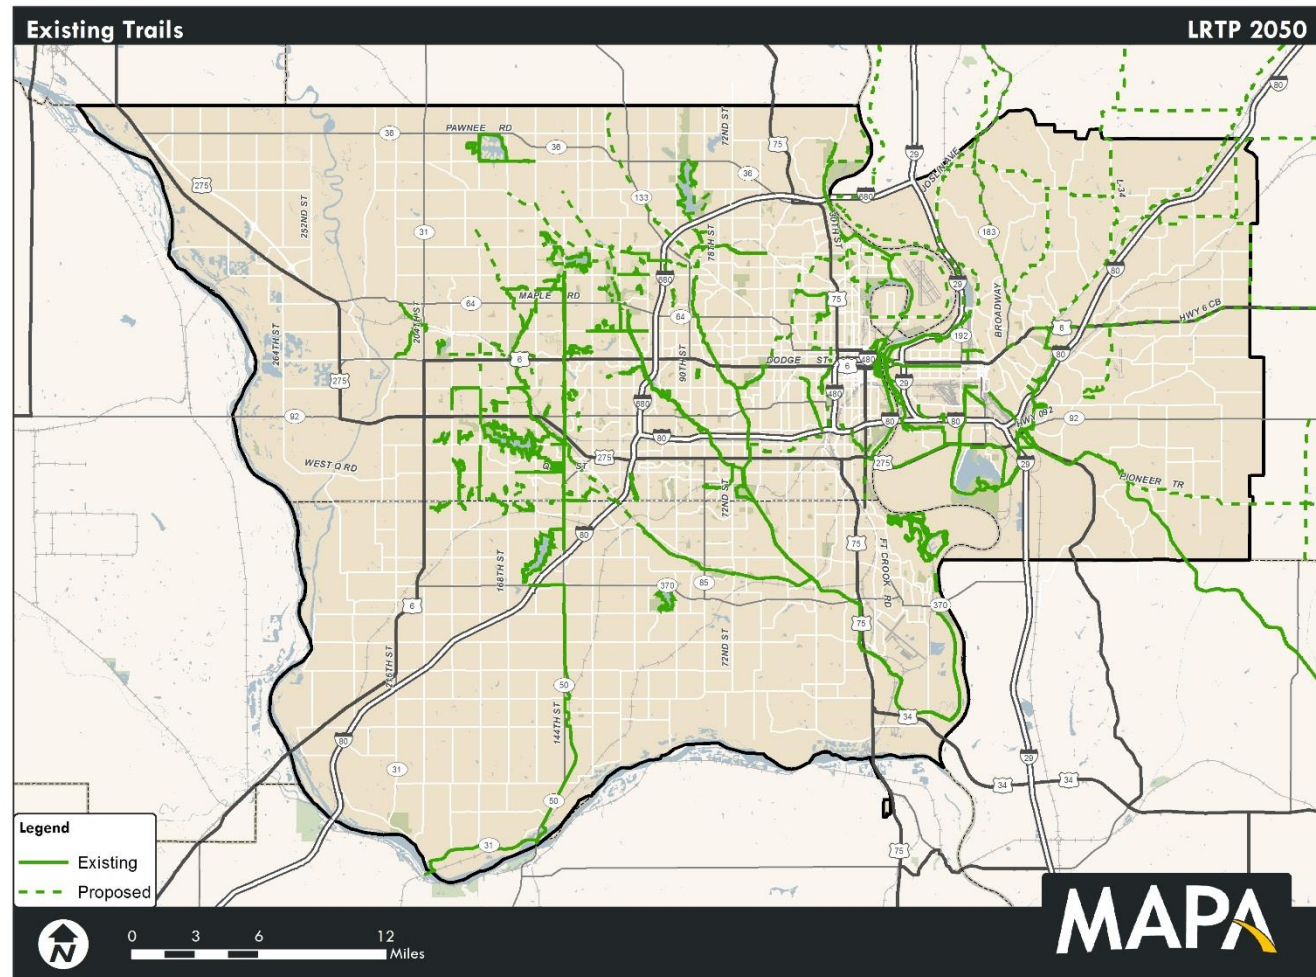 Existing Trails
LRTP 2050
80
29
75
72ND ST
36
PAWNEE RD
36
36
275
JOSLIN AVE
L-34
680
133
252ND ST
31
30TH ST
183
78TH ST
80
680
29
75
MAPLE RD
64
64
BROADWAY
HWY 6 CB
6
192
204TH ST
264TH ST
90TH ST
DODGE ST
6
480
6
80
275
29
480
680
92
80
80
92
HWY 092
80
275
Q ST
275
29
WEST Q RD
PIONEER TR
72ND ST
80
75
FT CROOK RD
168TH ST
85
370
370
6
75
72ND ST
50
144TH ST
34
80
29
31
34
34
50
31
75
Legend
Existing
Proposed
N
0 3 6 12
Miles
MAPA